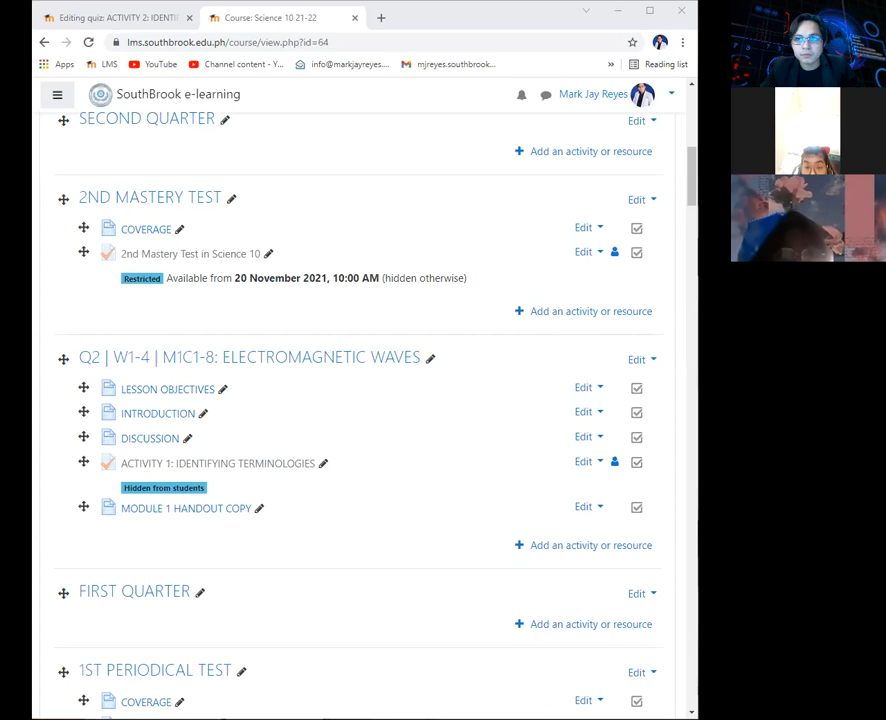 Editing quiz: ACTIVITY 2: IDENTIF
Course: Science 10 21-22
lms.southbrook.edu.ph/course/view.php?id=64
Apps LMS YouTube Channel content - Y... info@markjayreyes.... mjreyes.southbrook... » Reading list
SouthBrook e-learning Mark Jay Reyes
SECOND QUARTER Edit
+ Add an activity or resource
2ND MASTERY TEST Edit
COVERAGE Edit
2nd Mastery Test in Science 10 Edit
Restricted Available from 20 November 2021, 10:00 AM (hidden otherwise)
+ Add an activity or resource
Q2 | W1-4 | M1C1-8: ELECTROMAGNETIC WAVES Edit
LESSON OBJECTIVES Edit
INTRODUCTION Edit
DISCUSSION Edit
ACTIVITY 1: IDENTIFYING TERMINOLOGIES Edit
Hidden from students
MODULE 1 HANDOUT COPY Edit
+ Add an activity or resource
FIRST QUARTER Edit
+ Add an activity or resource
1ST PERIODICAL TEST Edit
COVERAGE Edit